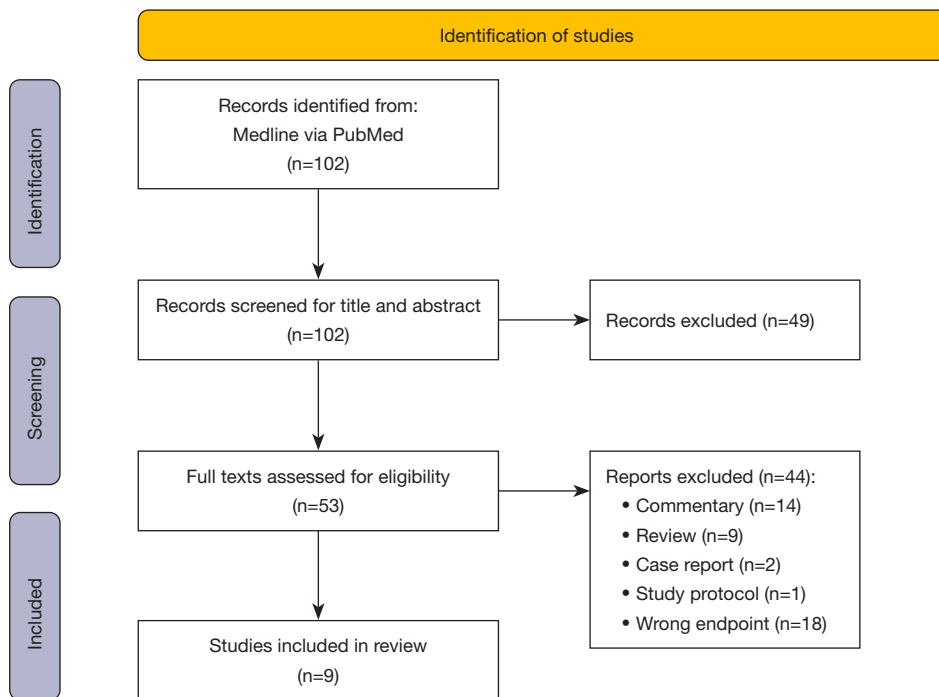 Identification of studies
Identification
Records identified from:
Medline via PubMed
(n=102)
Screening
Records screened for title and abstract
(n=102)
Records excluded (n=49)
Full texts assessed for eligibility
(n=53)
Reports excluded (n=44):
• Commentary (n=14)
• Review (n=9)
• Case report (n=2)
• Study protocol (n=1)
• Wrong endpoint (n=18)
Included
Studies included in review
(n=9)